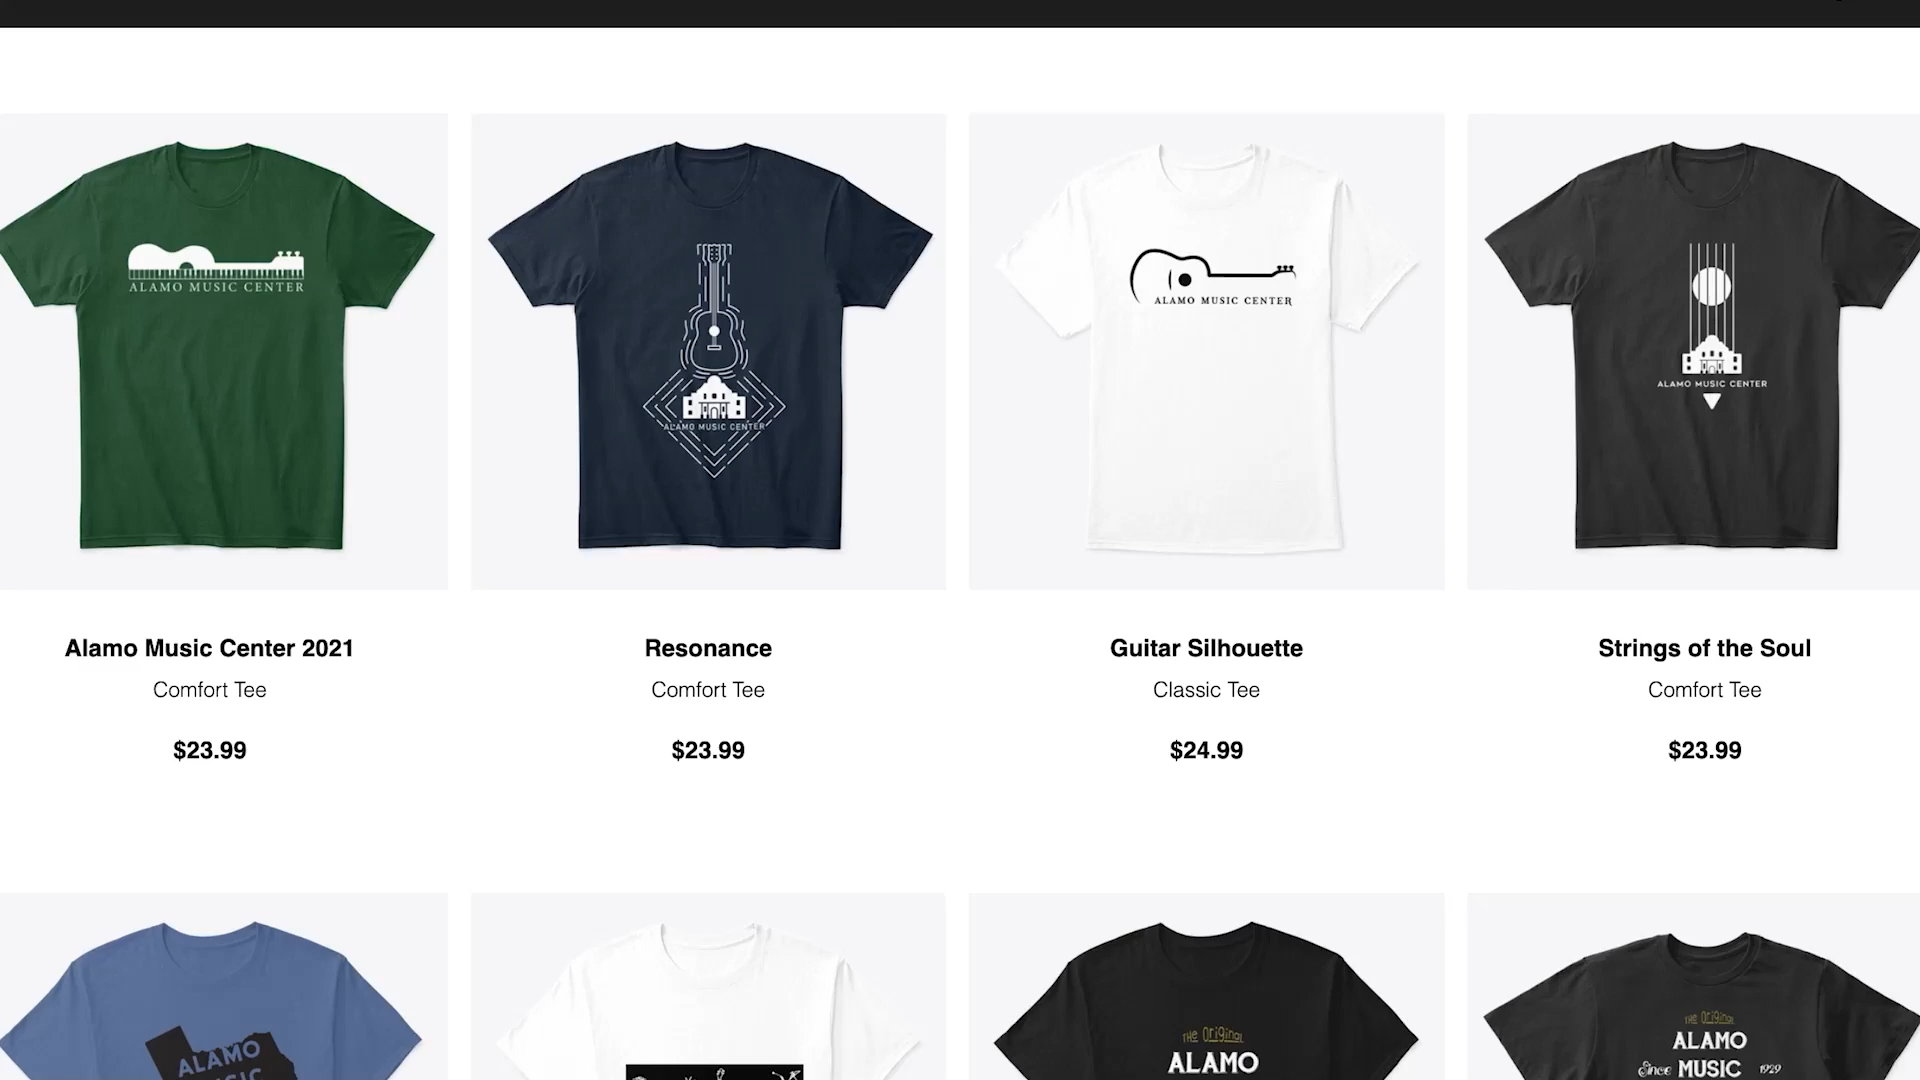 ALAMO MUSIC CENTER
ALAMO MUSIC CENTER
ALAMO MUSIC CENTER
ALAMO MUSIC CENTER
Alamo Music Center 2021
Comfort Tee
$23.99
Resonance
Comfort Tee
$23.99
Guitar Silhouette
Classic Tee
$24.99
Strings of the Soul
Comfort Tee
$23.99
ALAMO
MUSIC
THE Original
ALAMO
THE Original
ALAMO
Since MUSIC 1929